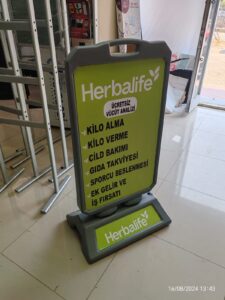 Herbalife
ÜCRETSİZ
VÜCUT ANALİZİ
KİLO ALMA
KİLO VERME
CİLD BAKIMI
GIDA TAKVİYESİ
SPORCU BESLENMESİ
EK GELİR VE
İŞ FIRSATI
Herbalife
16/08/2024 13:43